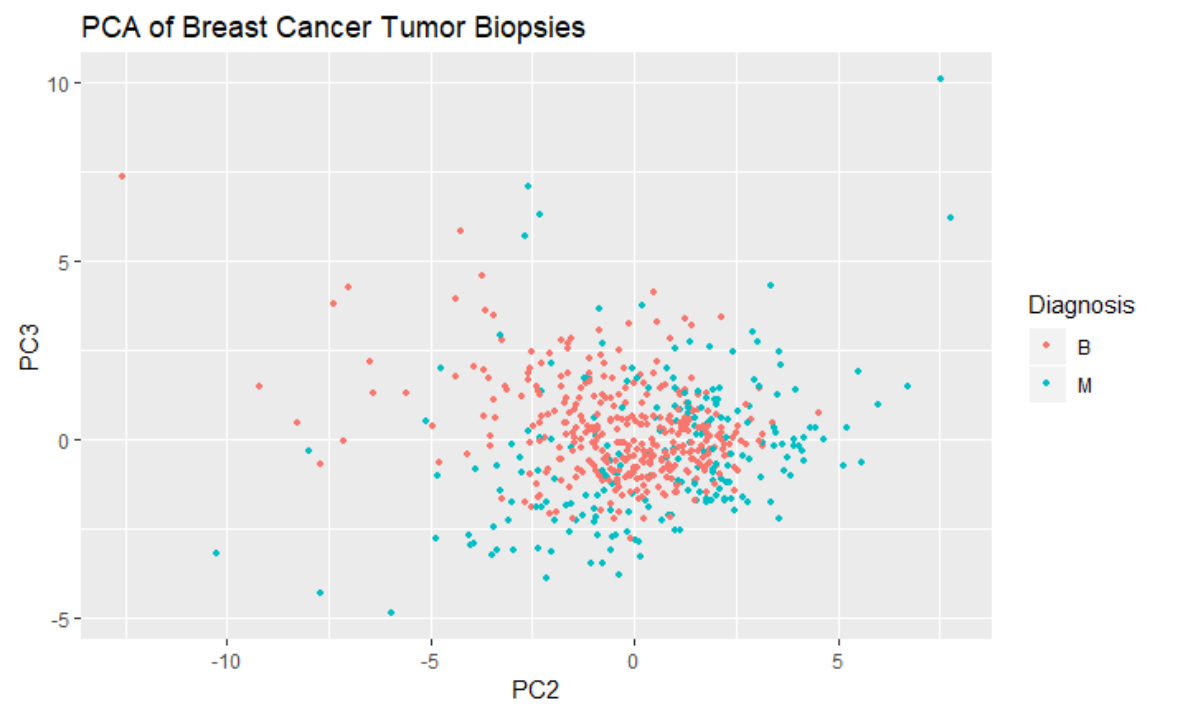 PCA of Breast Cancer Tumor Biopsies
10
5
0
-5
PC3
-10
-5
0
5
PC2
Diagnosis
B
M